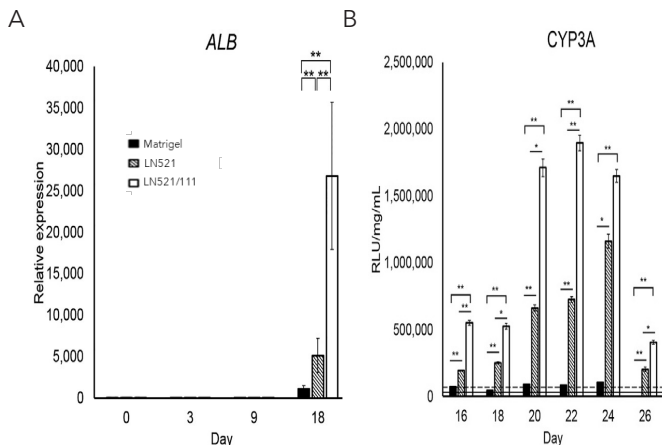 A
ALB
40,000
35,000
30,000
25,000
20,000
15,000
10,000
5,000
0
Relative expression
Matrigel
LN521
LN521/111
**
** **
0 3 9 18
Day
B
CYP3A
2,500,000
2,000,000
1,500,000
1,000,000
500,000
0
RLU/mg/mL
** ** **
** ** *
** ** *
** ** **
** *
** ** *
16 18 20 22 24 26
Day